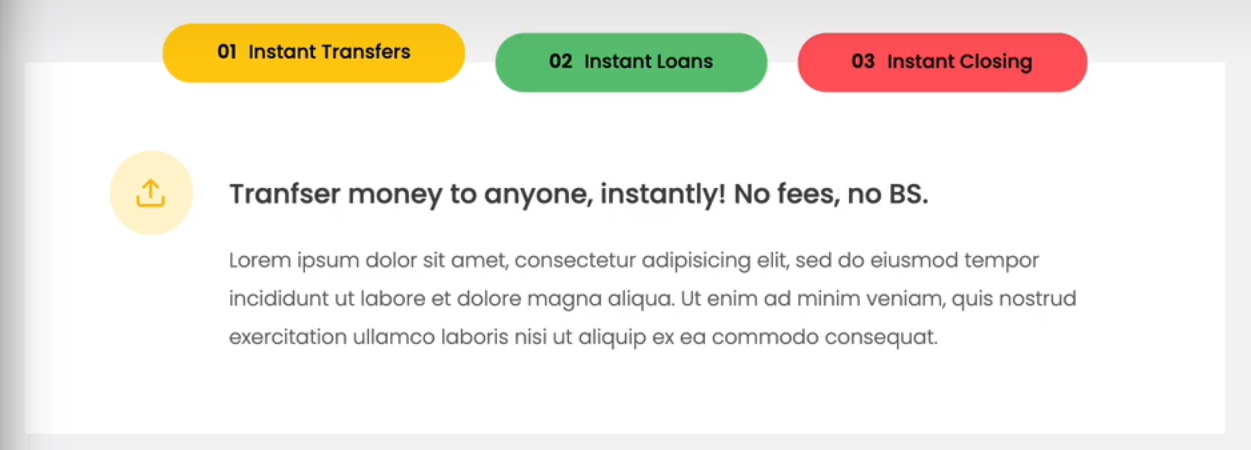 01 Instant Transfers
02 Instant Loans
03 Instant Closing
Tranfser money to anyone, instantly! No fees, no BS.
Lorem ipsum dolor sit amet, consectetur adipisicing elit, sed do eiusmod tempor
incididunt ut labore et dolore magna aliqua. Ut enim ad minim veniam, quis nostrud
exercitation ullamco laboris nisi ut aliquip ex ea commodo consequat.